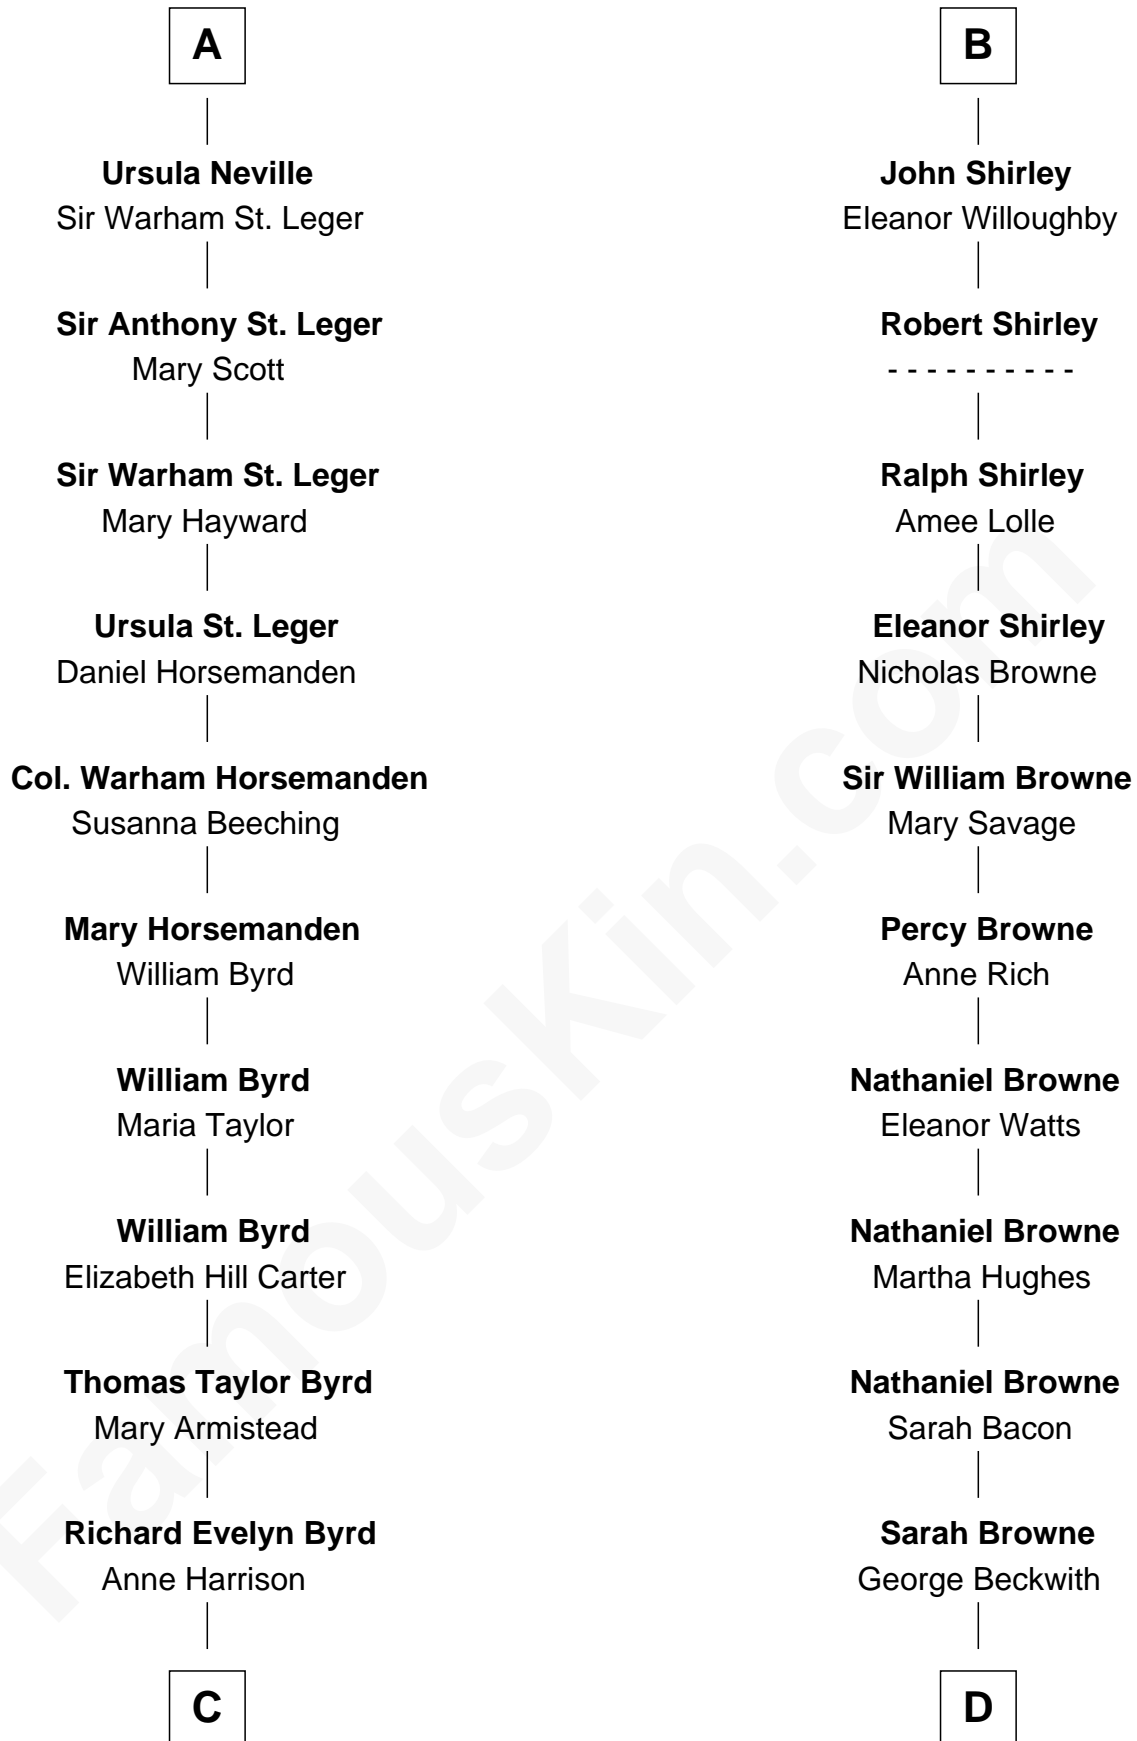 A
Ursula Neville
Sir Warham St. Leger
Sir Anthony St. Leger
Mary Scott
Sir Warham St. Leger
Mary Hayward
Ursula St. Leger
Daniel Horsemanden
Col. Warham Horsemanden
Susanna Beeching
Mary Horsemanden
William Byrd
William Byrd
Maria Taylor
William Byrd
Elizabeth Hill Carter
Thomas Taylor Byrd
Mary Armistead
Richard Evelyn Byrd
Anne Harrison
C
B
John Shirley
Eleanor Willoughby
Robert Shirley
- - - - - - - - - -
Ralph Shirley
Amee Lolle
Eleanor Shirley
Nicholas Browne
Sir William Browne
Mary Savage
Percy Browne
Anne Rich
Nathaniel Browne
Eleanor Watts
Nathaniel Browne
Martha Hughes
Nathaniel Browne
Sarah Bacon
Sarah Browne
George Beckwith
D
FamousKin.com